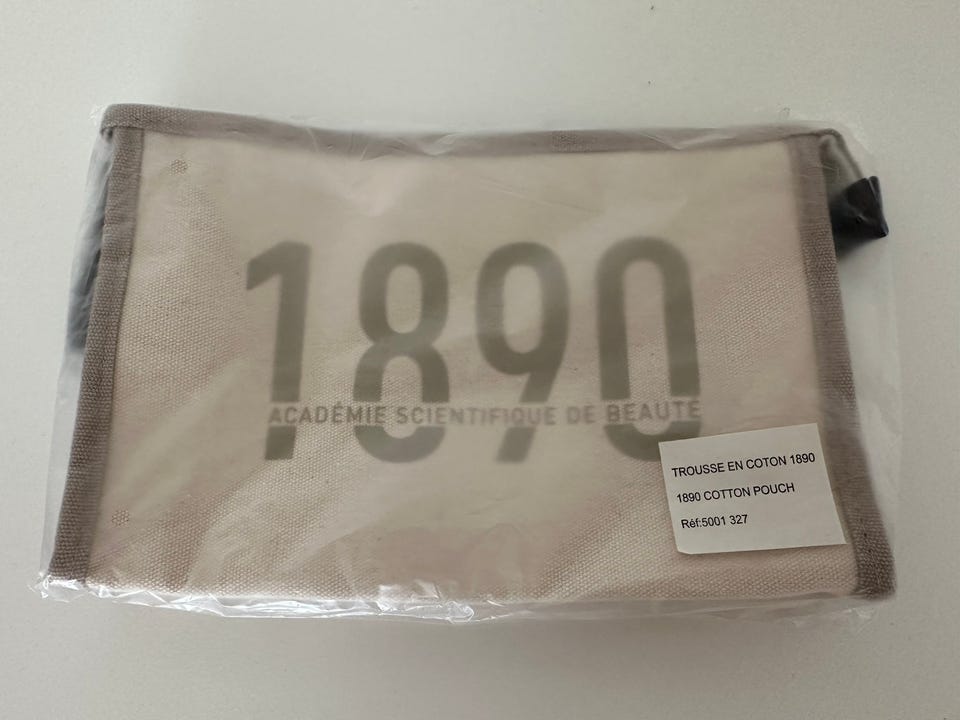 1890
ACADÉMIE SCIENTIFIQUE DE BEAUTÉ
TROUSSE EN COTON 1890
1890 COTTON POUCH
Réf:5001 327